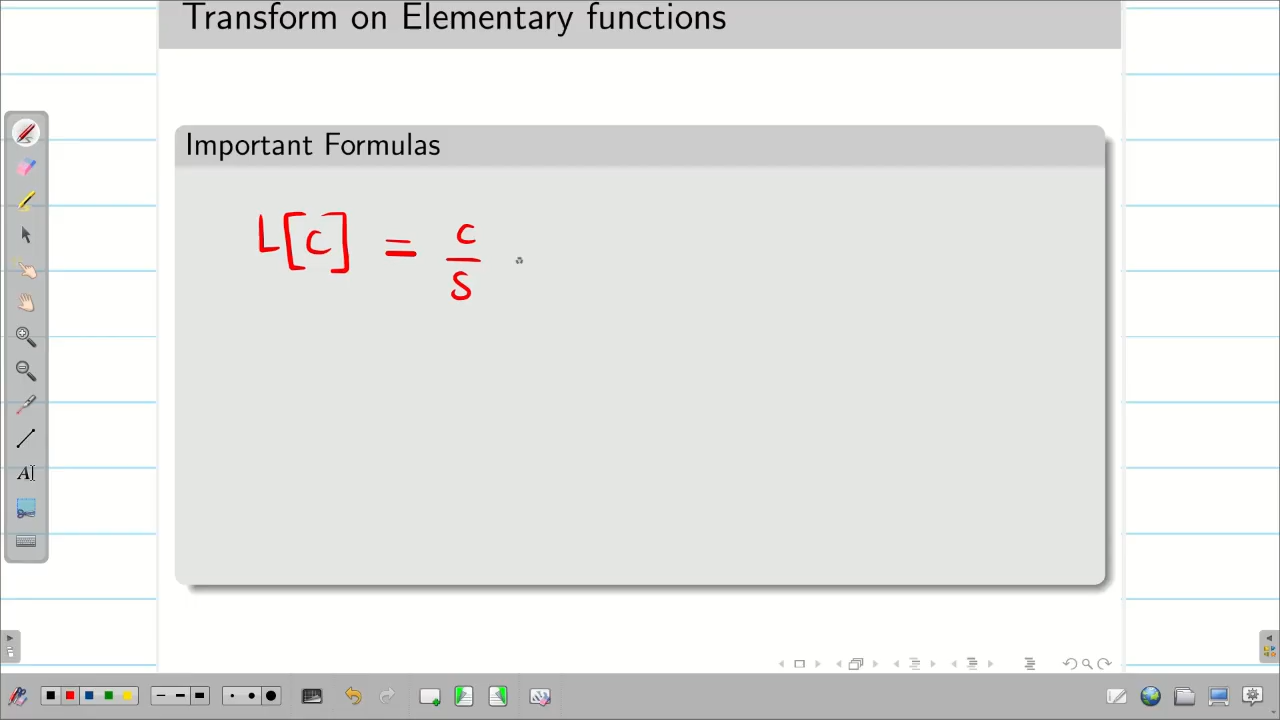 Transform on Elementary functions
Important Formulas
L[C] = c/s